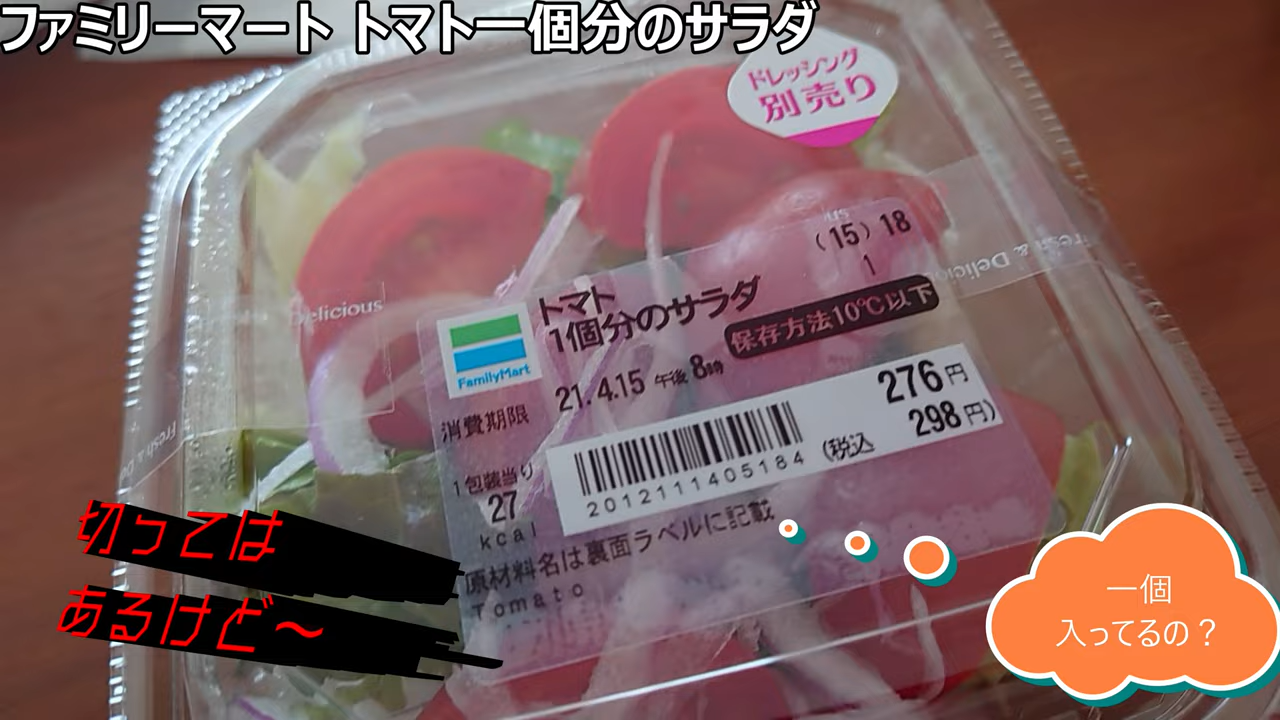 ファミリーマート トマト一個分のサラダ
ドレッシング
別売り
(15) 18
1
Fresh & Delicious
Delicious
トマト
1個分のサラダ
保存方法10℃以下
FamilyMart
21.4.15 午後 8時
消費期限
276円
(税込 298円)
1包装当り
27
kcal
2012111405184
原材料名は裏面ラベルに記載
Tomato
切っては
あるけど～
一個
入ってるの？